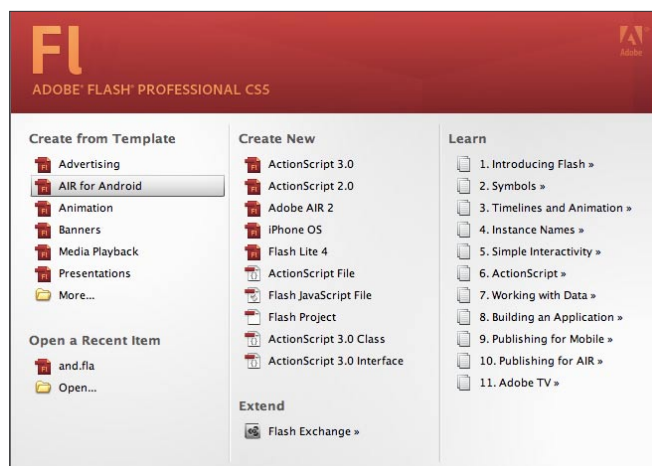 Fl
Adobe
ADOBE® FLASH® PROFESSIONAL CS5
Create from Template
Advertising
AIR for Android
Animation
Banners
Media Playback
Presentations
More...
Open a Recent Item
and.fla
Open...
Create New
ActionScript 3.0
ActionScript 2.0
Adobe AIR 2
iPhone OS
Flash Lite 4
ActionScript File
Flash JavaScript File
Flash Project
ActionScript 3.0 Class
ActionScript 3.0 Interface
Extend
Flash Exchange »
Learn
1. Introducing Flash »
2. Symbols »
3. Timelines and Animation »
4. Instance Names »
5. Simple Interactivity »
6. ActionScript »
7. Working with Data »
8. Building an Application »
9. Publishing for Mobile »
10. Publishing for AIR »
11. Adobe TV »